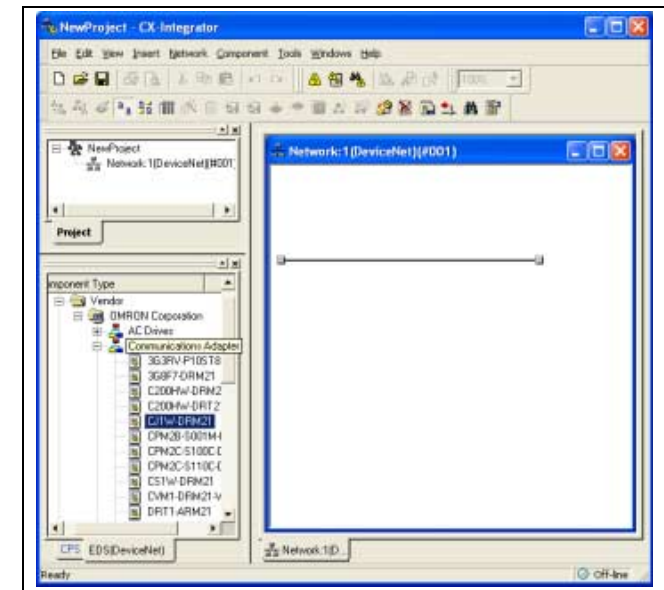 NewProject - CX-Integrator
File Edit View Insert Network Component Tools Windows Help
100%
NewProject
Network: 1(DeviceNet)(#001)
Project
Component Type
Vendor
OMRON Corporation
AC Drives
Communications Adapter
3G3RV-P10ST8
3G8F7-DRM21
C200HW-DRM2
C200HW-DRT2
CJ1W-DRM21
CPM2B-S001M-
CPM2C-S100C-
CPM2C-S110C-
CS1W-DRM21
CVM1-DRM21-V
DRT1-ARM21
CPS EDS(DeviceNet)
Network:1(DeviceNet)(#001)
Network:1(D...
Ready
Off-line